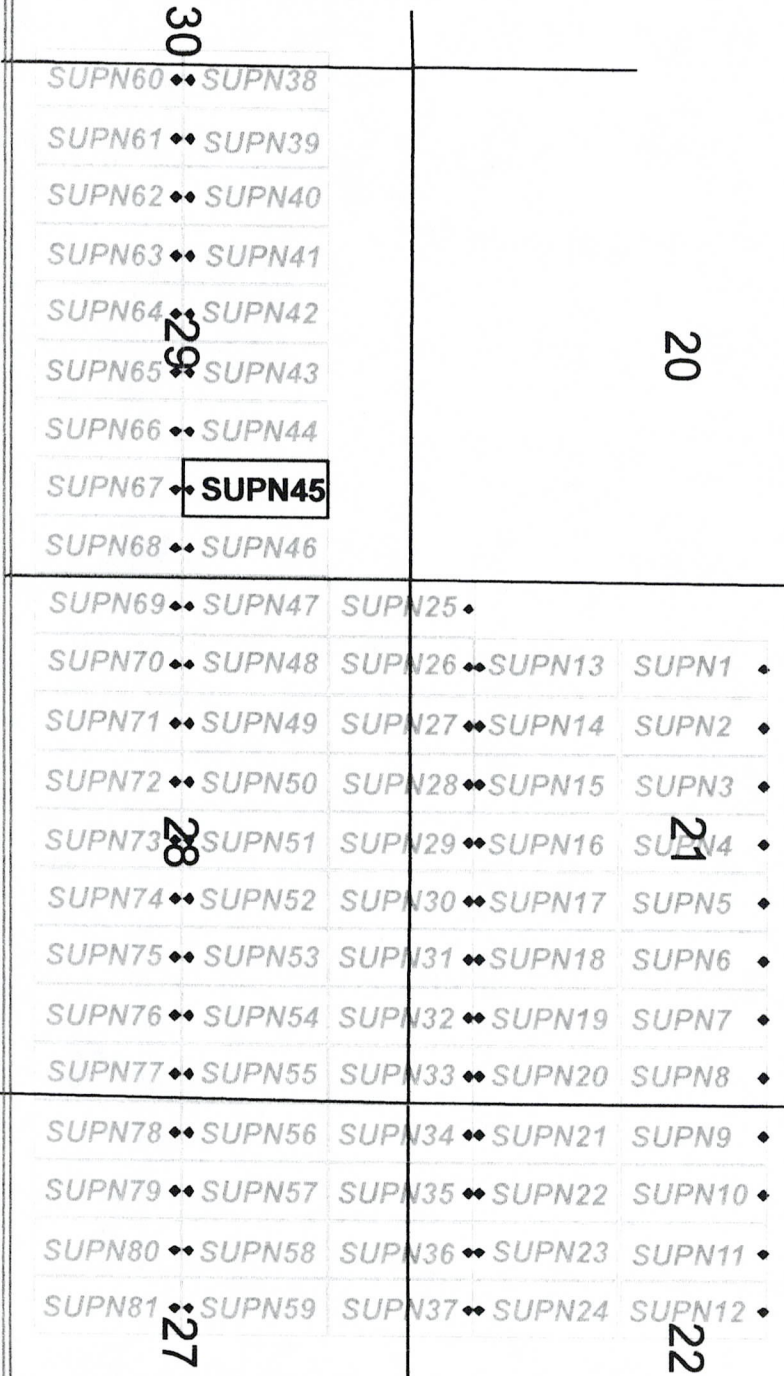 30
SUPN60 SUPN38
SUPN61 SUPN39
SUPN62 SUPN40
SUPN63 SUPN41
SUPN64 SUPN42
29
20
SUPN65 SUPN43
SUPN66 SUPN44
SUPN67 SUPN45
SUPN68 SUPN46
SUPN69 SUPN47 SUPN25
SUPN70 SUPN48 SUPN26 SUPN13 SUPN1
SUPN71 SUPN49 SUPN27 SUPN14 SUPN2
SUPN72 SUPN50 SUPN28 SUPN15 SUPN3
SUPN73 SUPN51 SUPN29 SUPN16 SUPN4
28
21
SUPN74 SUPN52 SUPN30 SUPN17 SUPN5
SUPN75 SUPN53 SUPN31 SUPN18 SUPN6
SUPN76 SUPN54 SUPN32 SUPN19 SUPN7
SUPN77 SUPN55 SUPN33 SUPN20 SUPN8
SUPN78 SUPN56 SUPN34 SUPN21 SUPN9
SUPN79 SUPN57 SUPN35 SUPN22 SUPN10
SUPN80 SUPN58 SUPN36 SUPN23 SUPN11
SUPN81 SUPN59 SUPN37 SUPN24 SUPN12
27
22